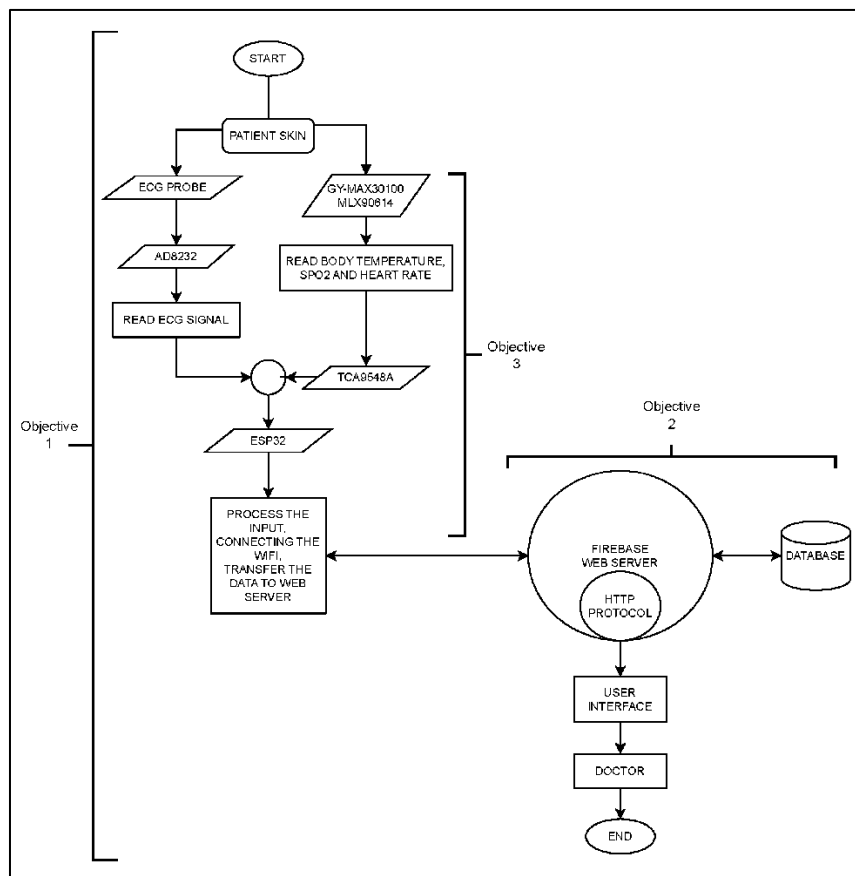 START
PATIENT SKIN
ECG PROBE
GY-MAX30100
MLX90614
AD8232
READ BODY TEMPERATURE,
SPO2 AND HEART RATE
READ ECG SIGNAL
TCA9548A
ESP32
PROCESS THE
INPUT,
CONNECTING THE
WIFI,
TRANSFER THE
DATA TO WEB
SERVER
Objective
1
Objective
3
Objective
2
FIREBASE
WEB SERVER
HTTP
PROTOCOL
DATABASE
USER
INTERFACE
DOCTOR
END